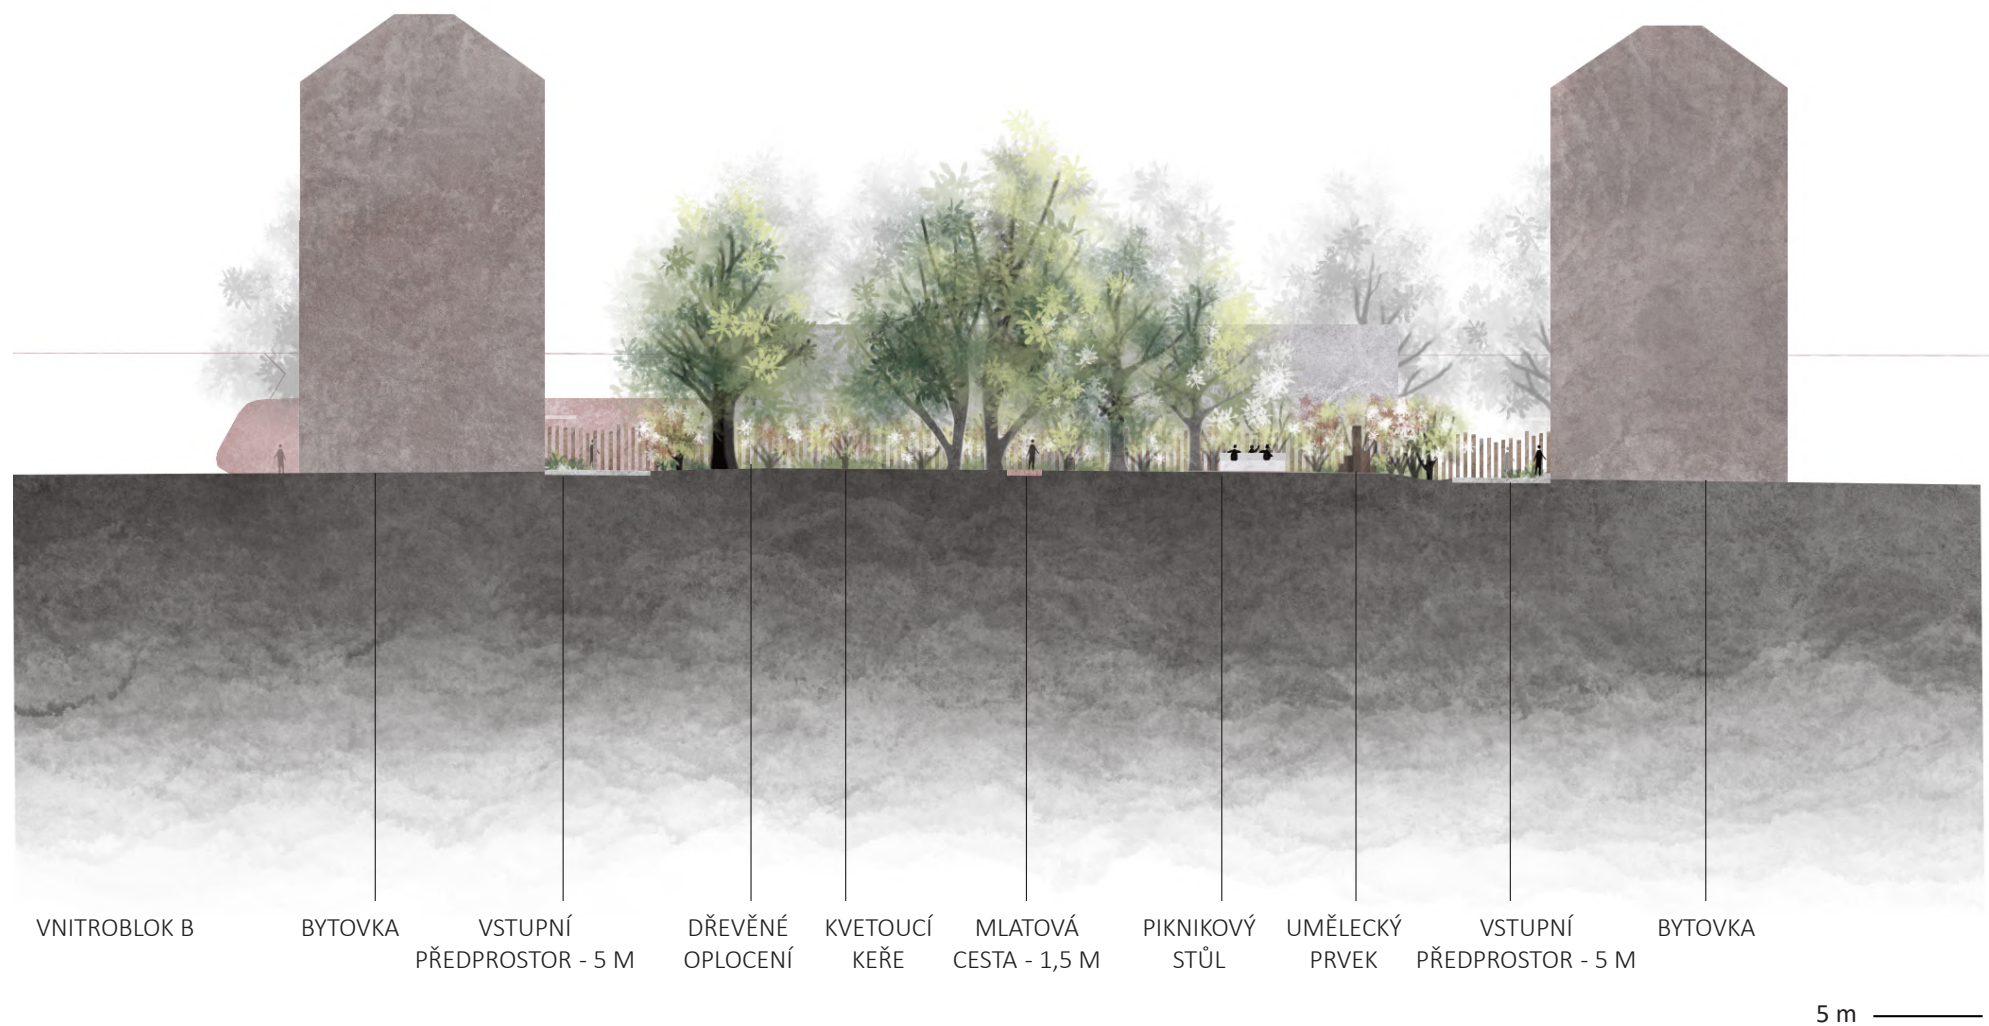 VNITROBLOK B
BYTOVKA
VSTUPNÍ
PŘEDPROSTOR - 5 M
DŘEVĚNÉ
OPLOCENÍ
KVETOUCÍ
KEŘE
MLATOVÁ
CESTA - 1,5 M
PIKNIKOVÝ
STŮL
UMĚLECKÝ
PRVEK
VSTUPNÍ
PŘEDPROSTOR - 5 M
BYTOVKA
5 m